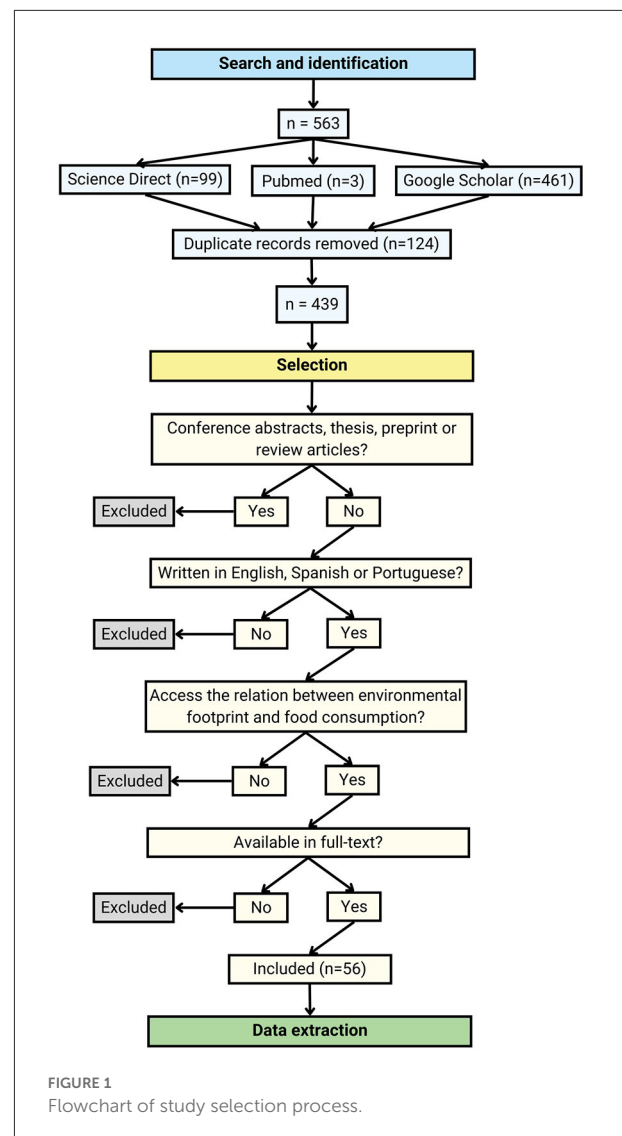 Search and identification
n = 563
Science Direct (n=99)
Pubmed (n=3)
Google Scholar (n=461)
Duplicate records removed (n=124)
n = 439
Selection
Conference abstracts, thesis, preprint or
review articles?
Excluded
Yes
No
Written in English, Spanish or Portuguese?
Excluded
No
Yes
Access the relation between environmental
footprint and food consumption?
Excluded
No
Yes
Available in full-text?
Excluded
No
Yes
Included (n=56)
Data extraction
FIGURE 1
Flowchart of study selection process.